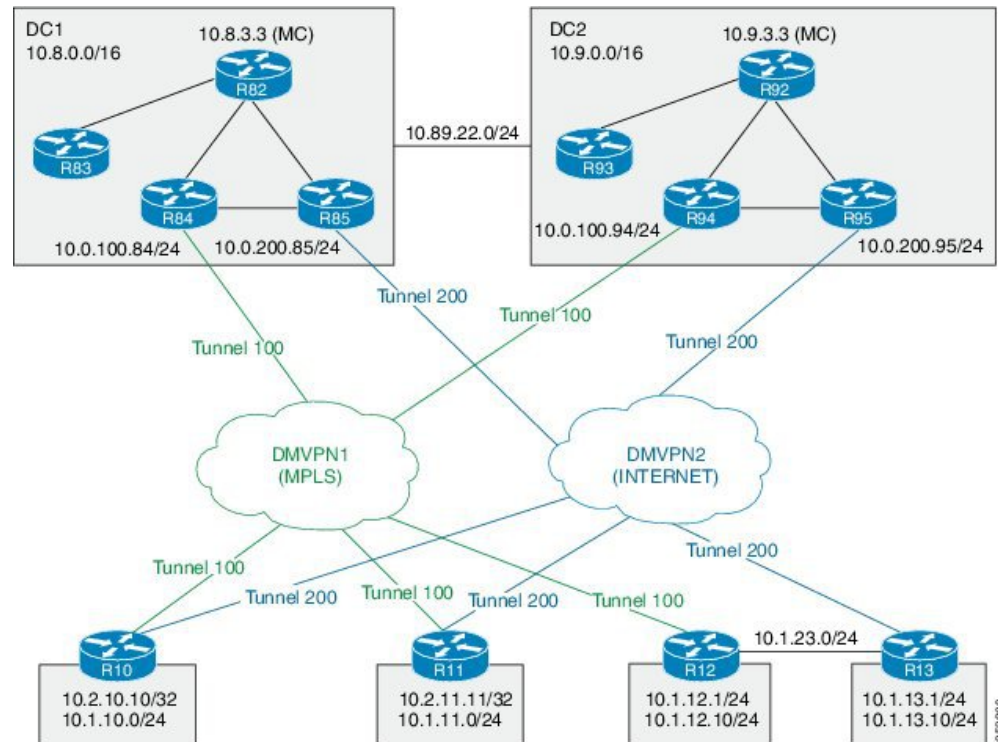 DC1
10.8.0.0/16
10.8.3.3 (MC)
R82
R83
R84
R85
10.0.100.84/24
10.0.200.85/24
10.89.22.0/24
DC2
10.9.0.0/16
10.9.3.3 (MC)
R92
R93
R94
R95
10.0.100.94/24
10.0.200.95/24
Tunnel 200
Tunnel 100
Tunnel 100
Tunnel 200
DMVPN1
(MPLS)
DMVPN2
(INTERNET)
Tunnel 100
Tunnel 200
Tunnel 100
Tunnel 200
Tunnel 100
Tunnel 200
R10
R11
R12
10.1.23.0/24
R13
10.2.10.10/32
10.1.10.0/24
10.2.11.11/32
10.1.11.0/24
10.1.12.1/24
10.1.12.10/24
10.1.13.1/24
10.1.13.10/24